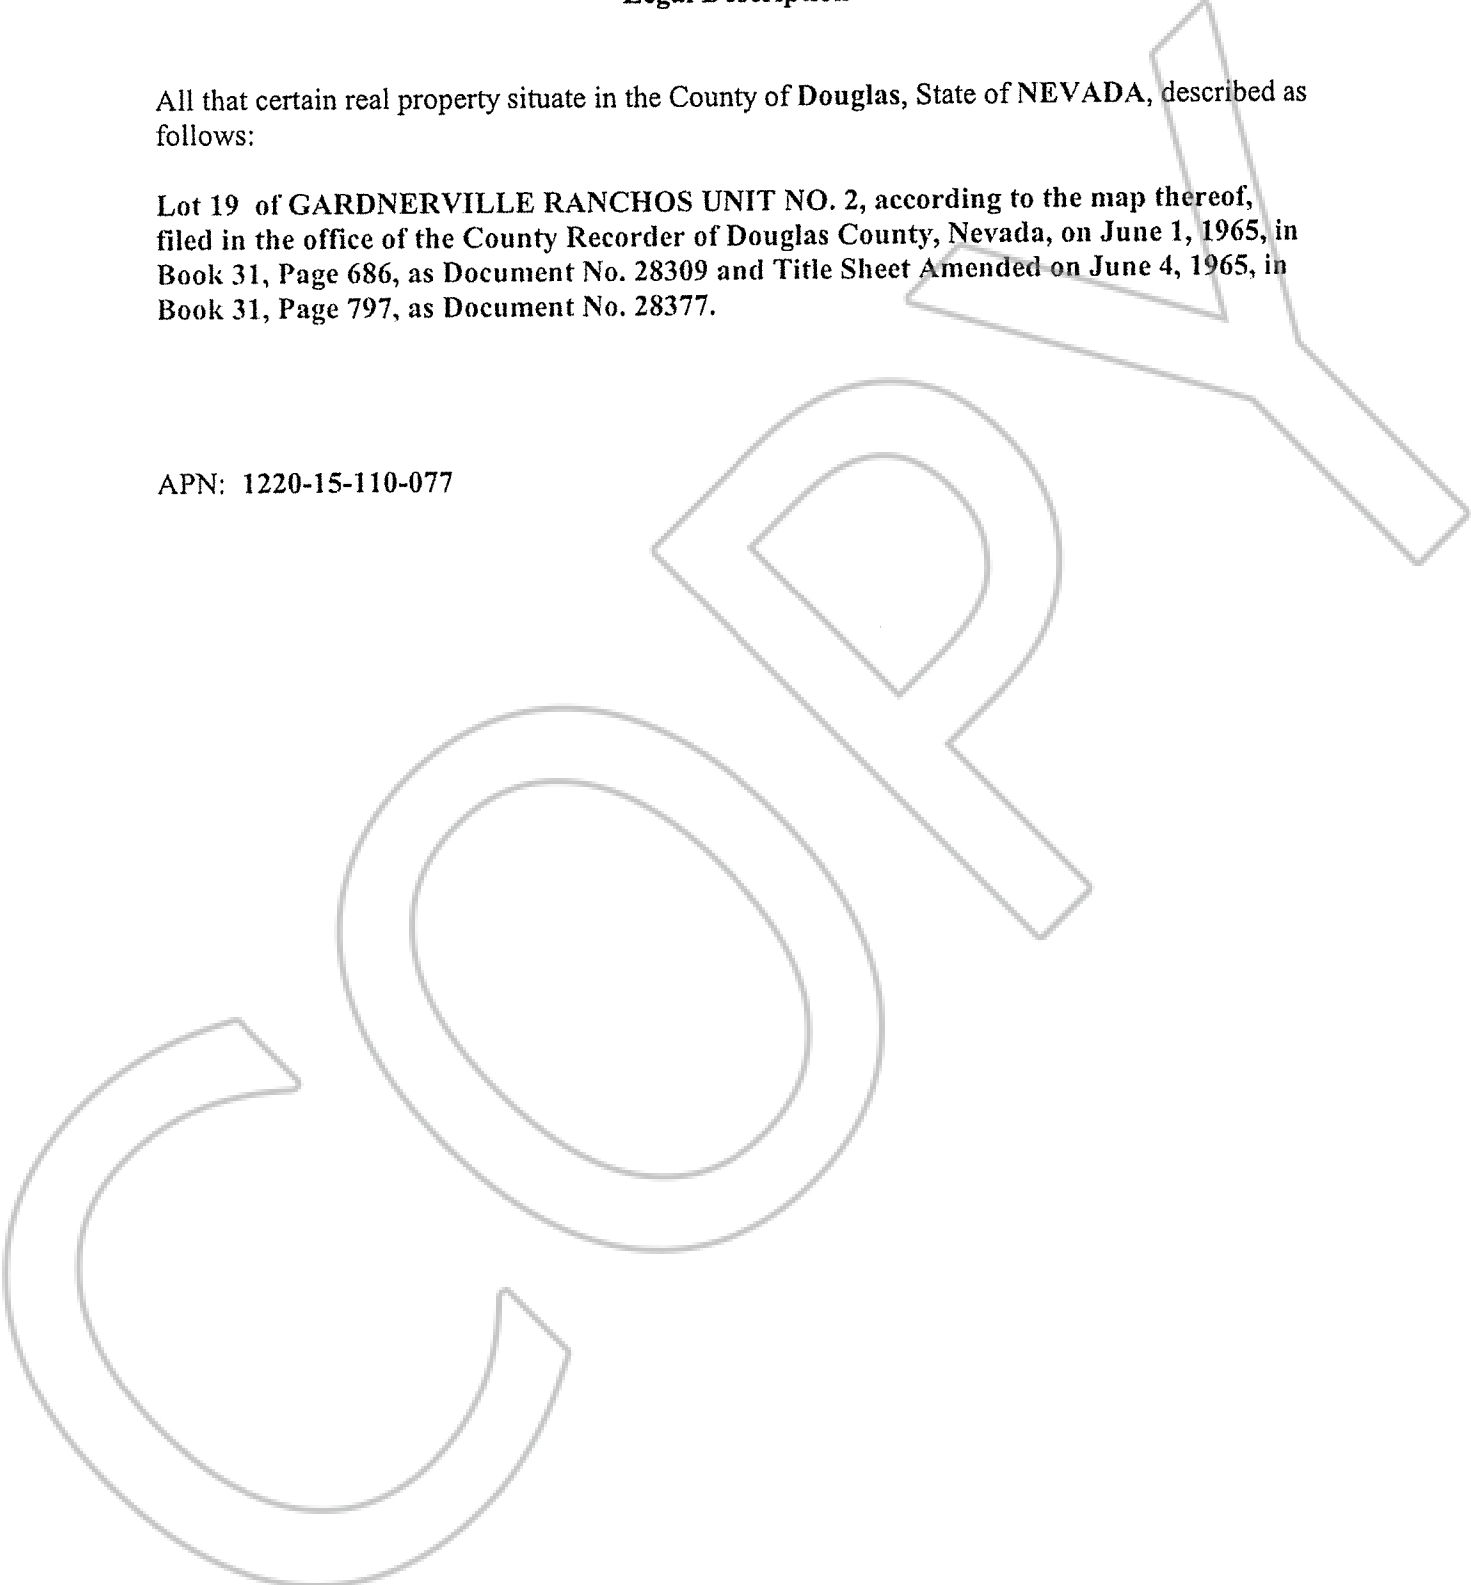 Legal Description
All that certain real property situate in the County of Douglas, State of NEVADA, described as
follows:
Lot 19 of GARDNERVILLE RANCHOS UNIT NO. 2, according to the map thereof,
filed in the office of the County Recorder of Douglas County, Nevada, on June 1, 1965, in
Book 31, Page 686, as Document No. 28309 and Title Sheet Amended on June 4, 1965, in
Book 31, Page 797, as Document No. 28377.
APN: 1220-15-110-077
COPY